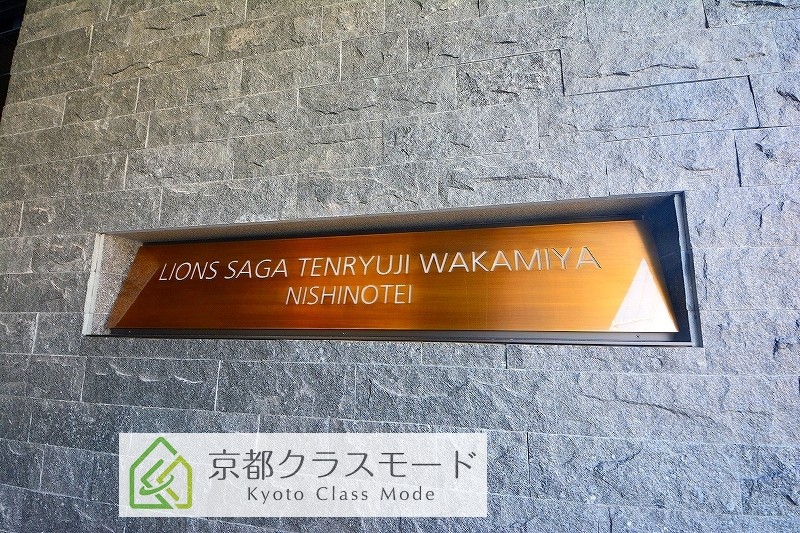 LIONS SAGA TENRYUJI WAKAMIYA
NISHINOTEI
京都クラスモード
Kyoto Class Mode